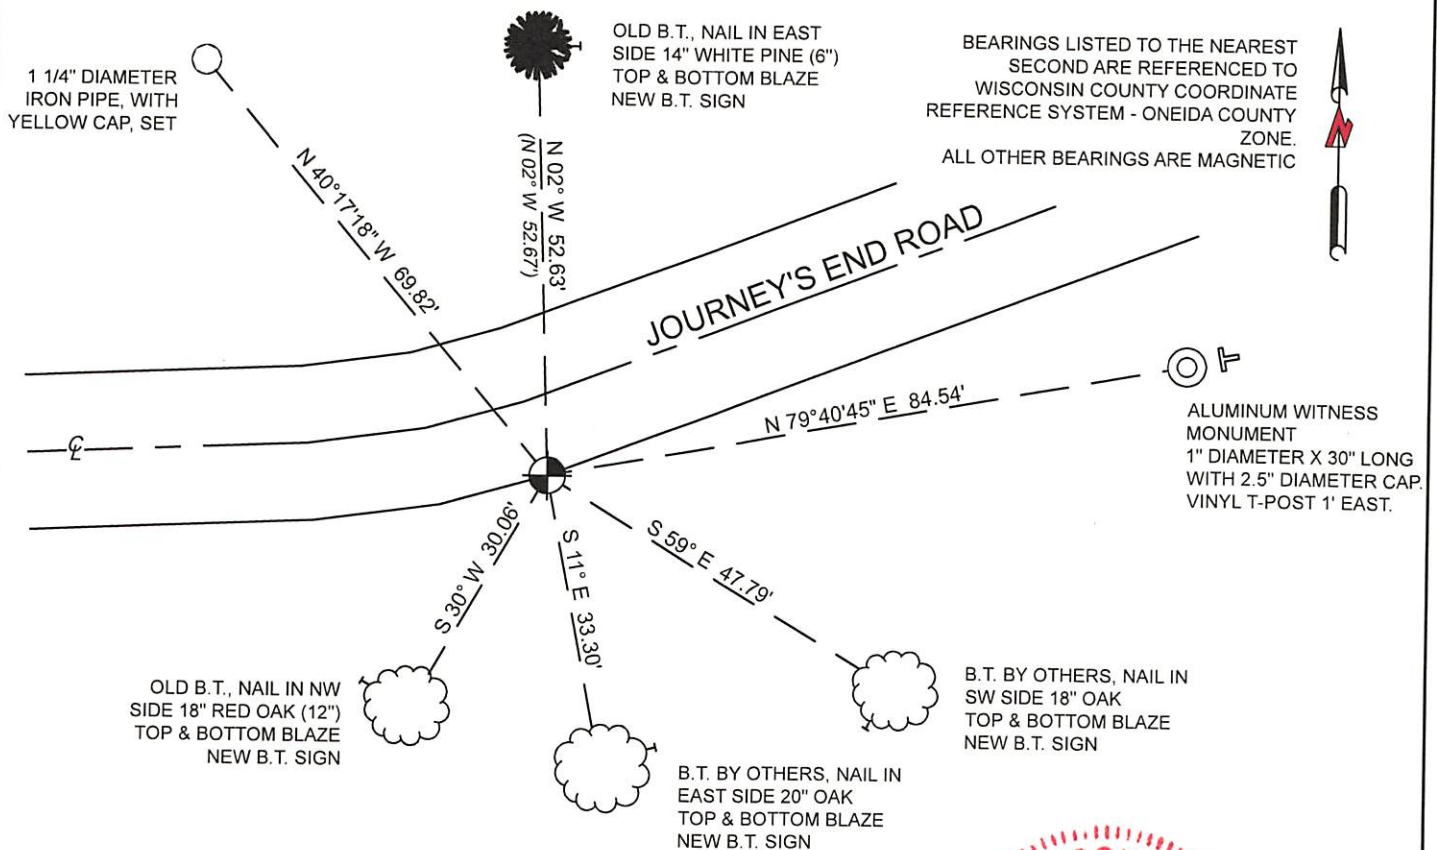 1 1/4" DIAMETER
IRON PIPE, WITH
YELLOW CAP, SET
OLD B.T., NAIL IN EAST
SIDE 14" WHITE PINE (6")
TOP & BOTTOM BLAZE
NEW B.T. SIGN
BEARINGS LISTED TO THE NEAREST
SECOND ARE REFERENCED TO
WISCONSIN COUNTY COORDINATE
REFERENCE SYSTEM - ONEIDA COUNTY
ZONE.
ALL OTHER BEARINGS ARE MAGNETIC
N
N 40°17'18" W 69.82'
N 02° W 52.63'
(N 02° W 52.67')
JOURNEY'S END ROAD
N 79°40'45" E 84.54'
ALUMINUM WITNESS
MONUMENT
1" DIAMETER X 30" LONG
WITH 2.5" DIAMETER CAP.
VINYL T-POST 1' EAST.
℄
S 30° W 30.06'
S 11° E 33.30'
S 59° E 47.79'
OLD B.T., NAIL IN NW
SIDE 18" RED OAK (12")
TOP & BOTTOM BLAZE
NEW B.T. SIGN
B.T. BY OTHERS, NAIL IN
EAST SIDE 20" OAK
TOP & BOTTOM BLAZE
NEW B.T. SIGN
B.T. BY OTHERS, NAIL IN
SW SIDE 18" OAK
TOP & BOTTOM BLAZE
NEW B.T. SIGN